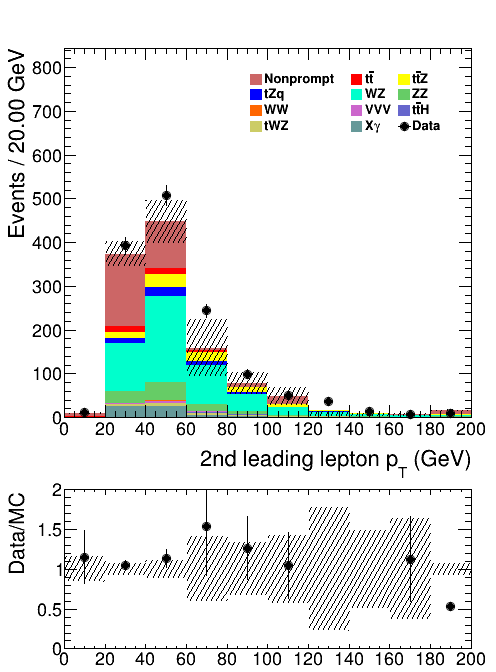 Events / 20.00 GeV
800
700
600
500
400
300
200
100
0
Nonprompt tt̅ tt̅Z
tZq WZ ZZ
WW VVV tt̅H
tWZ Xγ Data
0 20 40 60 80 100 120 140 160 180 200
2nd leading lepton p_T (GeV)
Data/MC
2
1.5
1
0.5
0
0 20 40 60 80 100 120 140 160 180 200